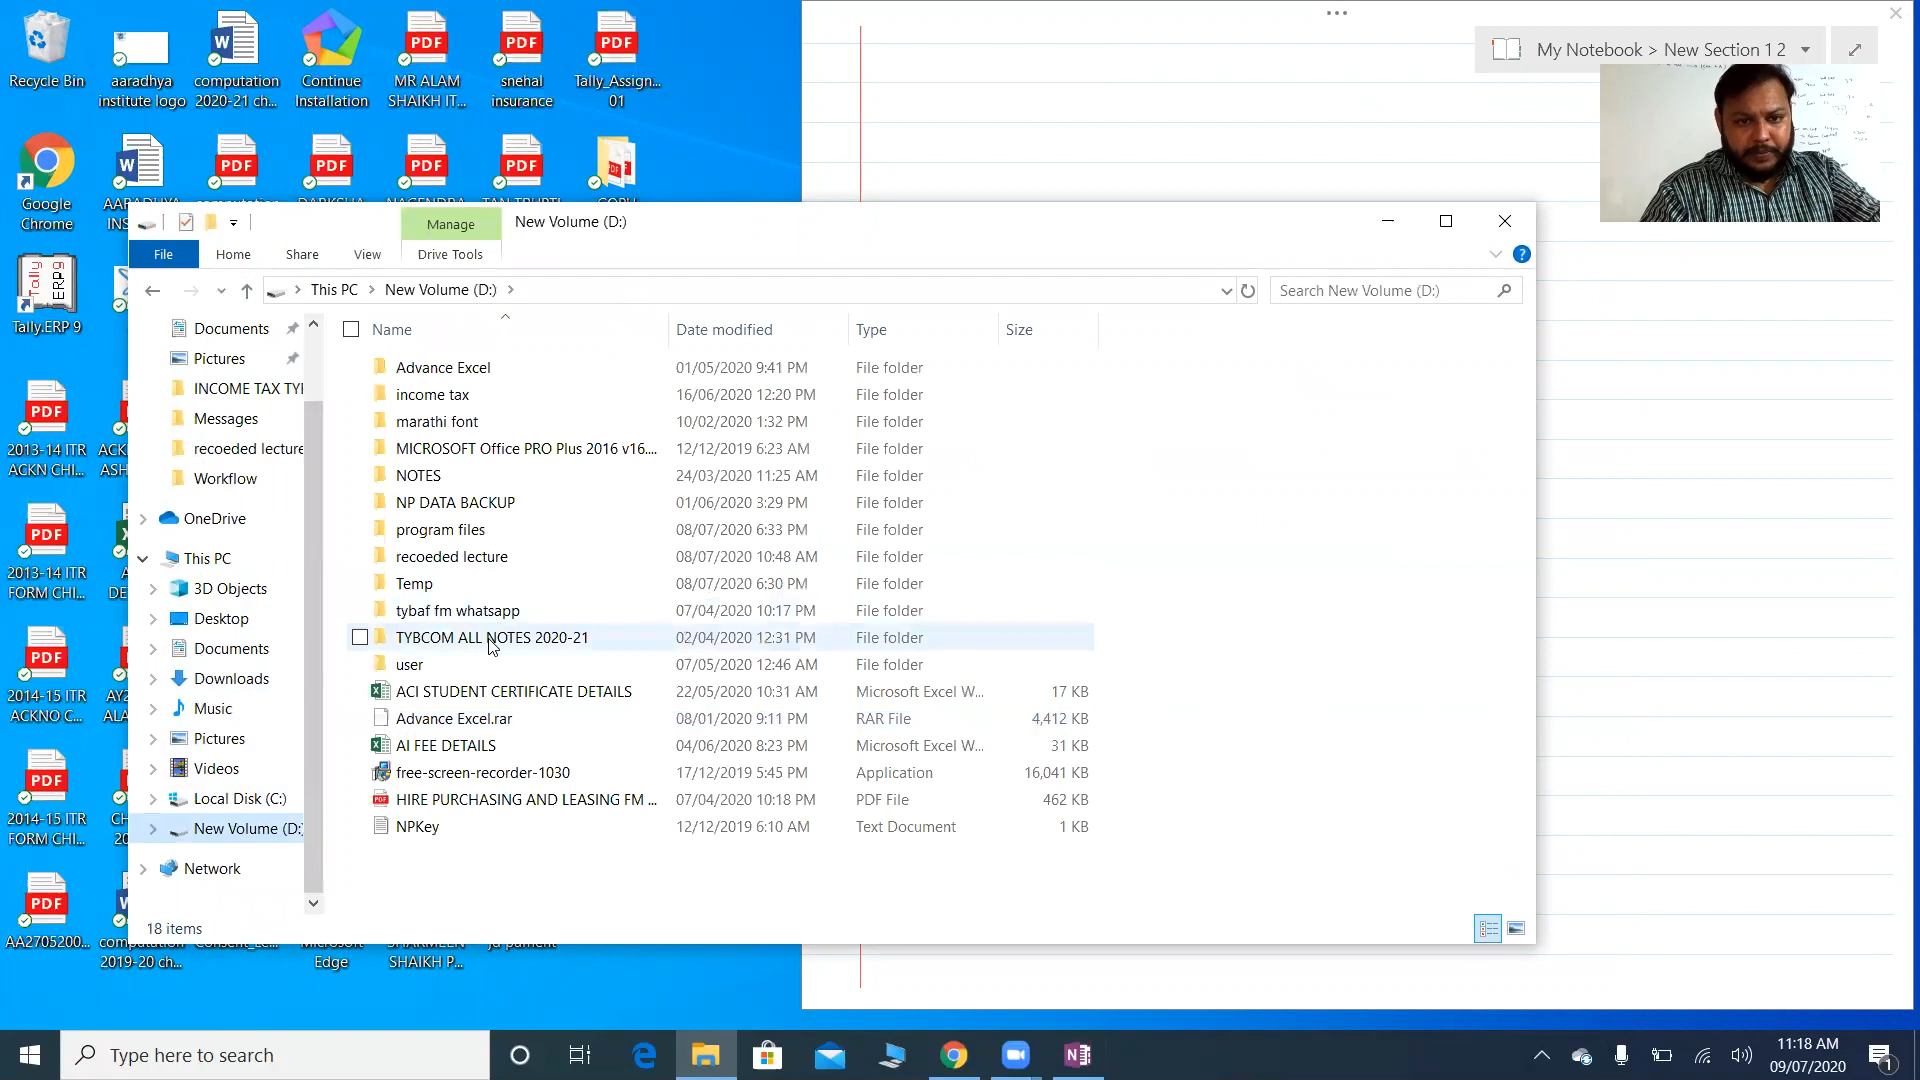 Recycle Bin
aaradhya
institute logo
computation
2020-21 ch...
Continue
Installation
MR ALAM
SHAIKH IT...
snehal
insurance
Tally_Assign...
01
My Notebook > New Section 1 2
Google
Chrome
Tally.ERP 9
2013-14 ITR
ACKN CHI...
2013-14 ITR
FORM CHI...
2014-15 ITR
ACKNO C...
2014-15 ITR
FORM CHI...
AA2705200...
computation
2019-20 ch...
Microsoft
Edge
SHARMEEN
SHAIKH P...
Manage
New Volume (D:)
File
Home
Share
View
Drive Tools
This PC
New Volume (D:)
Search New Volume (D:)
Name
Date modified
Type
Size
Documents
Pictures
INCOME TAX TY
Messages
recoeded lecture
Workflow
OneDrive
This PC
3D Objects
Desktop
Documents
Downloads
Music
Pictures
Videos
Local Disk (C:)
New Volume (D:)
Network
Advance Excel 01/05/2020 9:41 PM File folder
income tax 16/06/2020 12:20 PM File folder
marathi font 10/02/2020 1:32 PM File folder
MICROSOFT Office PRO Plus 2016 v16.... 12/12/2019 6:23 AM File folder
NOTES 24/03/2020 11:25 AM File folder
NP DATA BACKUP 01/06/2020 3:29 PM File folder
program files 08/07/2020 6:33 PM File folder
recoeded lecture 08/07/2020 10:48 AM File folder
Temp 08/07/2020 6:30 PM File folder
tybaf fm whatsapp 07/04/2020 10:17 PM File folder
TYBCOM ALL NOTES 2020-21 02/04/2020 12:31 PM File folder
user 07/05/2020 12:46 AM File folder
ACI STUDENT CERTIFICATE DETAILS 22/05/2020 10:31 AM Microsoft Excel W... 17 KB
Advance Excel.rar 08/01/2020 9:11 PM RAR File 4,412 KB
AI FEE DETAILS 04/06/2020 8:23 PM Microsoft Excel W... 31 KB
free-screen-recorder-1030 17/12/2019 5:45 PM Application 16,041 KB
HIRE PURCHASING AND LEASING FM ... 07/04/2020 10:18 PM PDF File 462 KB
NPKey 12/12/2019 6:10 AM Text Document 1 KB
18 items
Type here to search
11:18 AM
09/07/2020
1